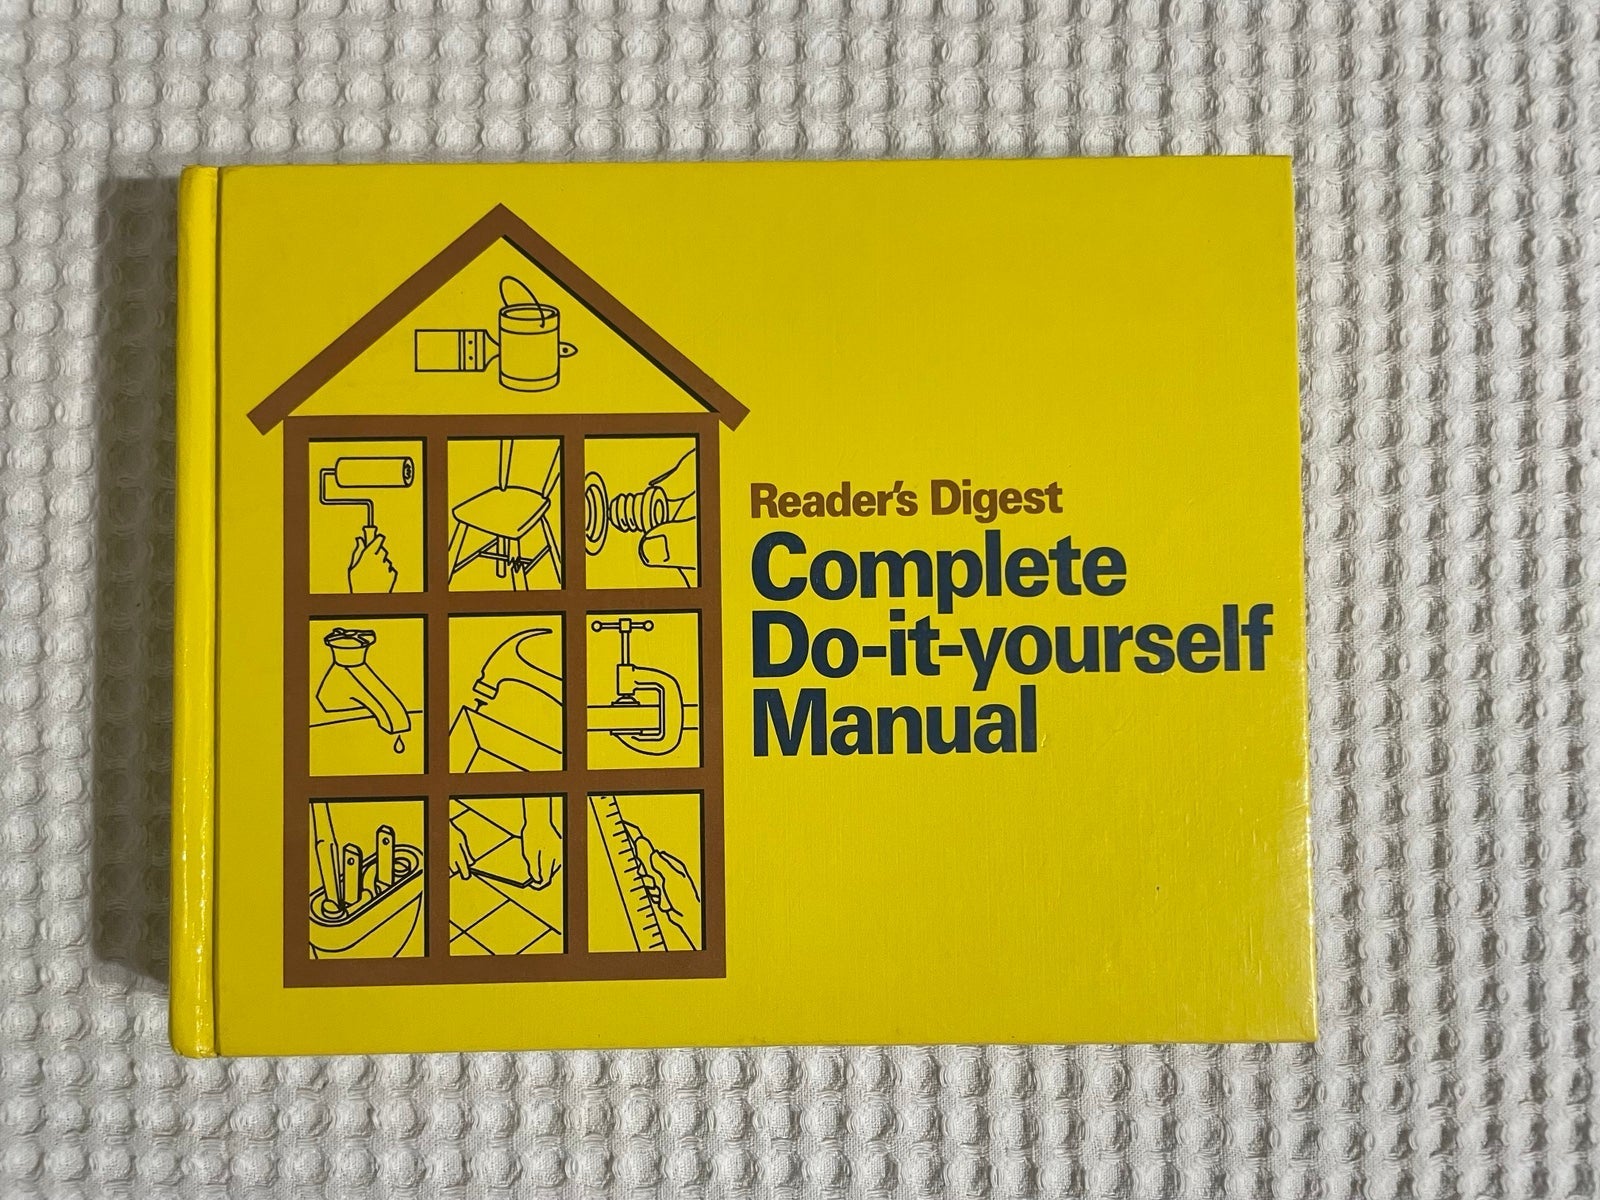 Reader's Digest
Complete
Do-it-yourself
Manual